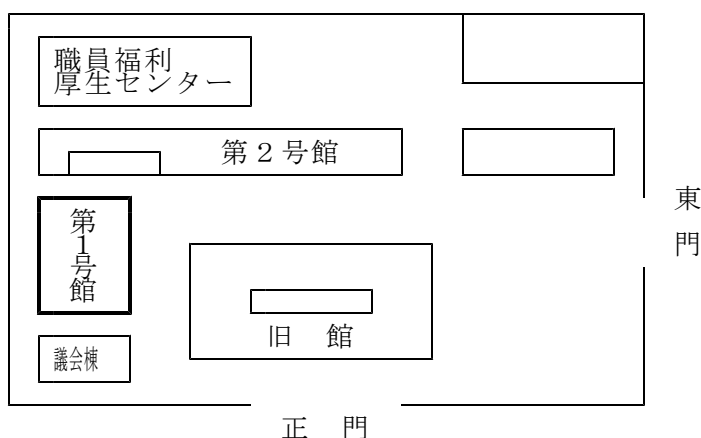 職員福利
厚生センター
第２号館
第１号館
議会棟
旧　館
東門
正　門